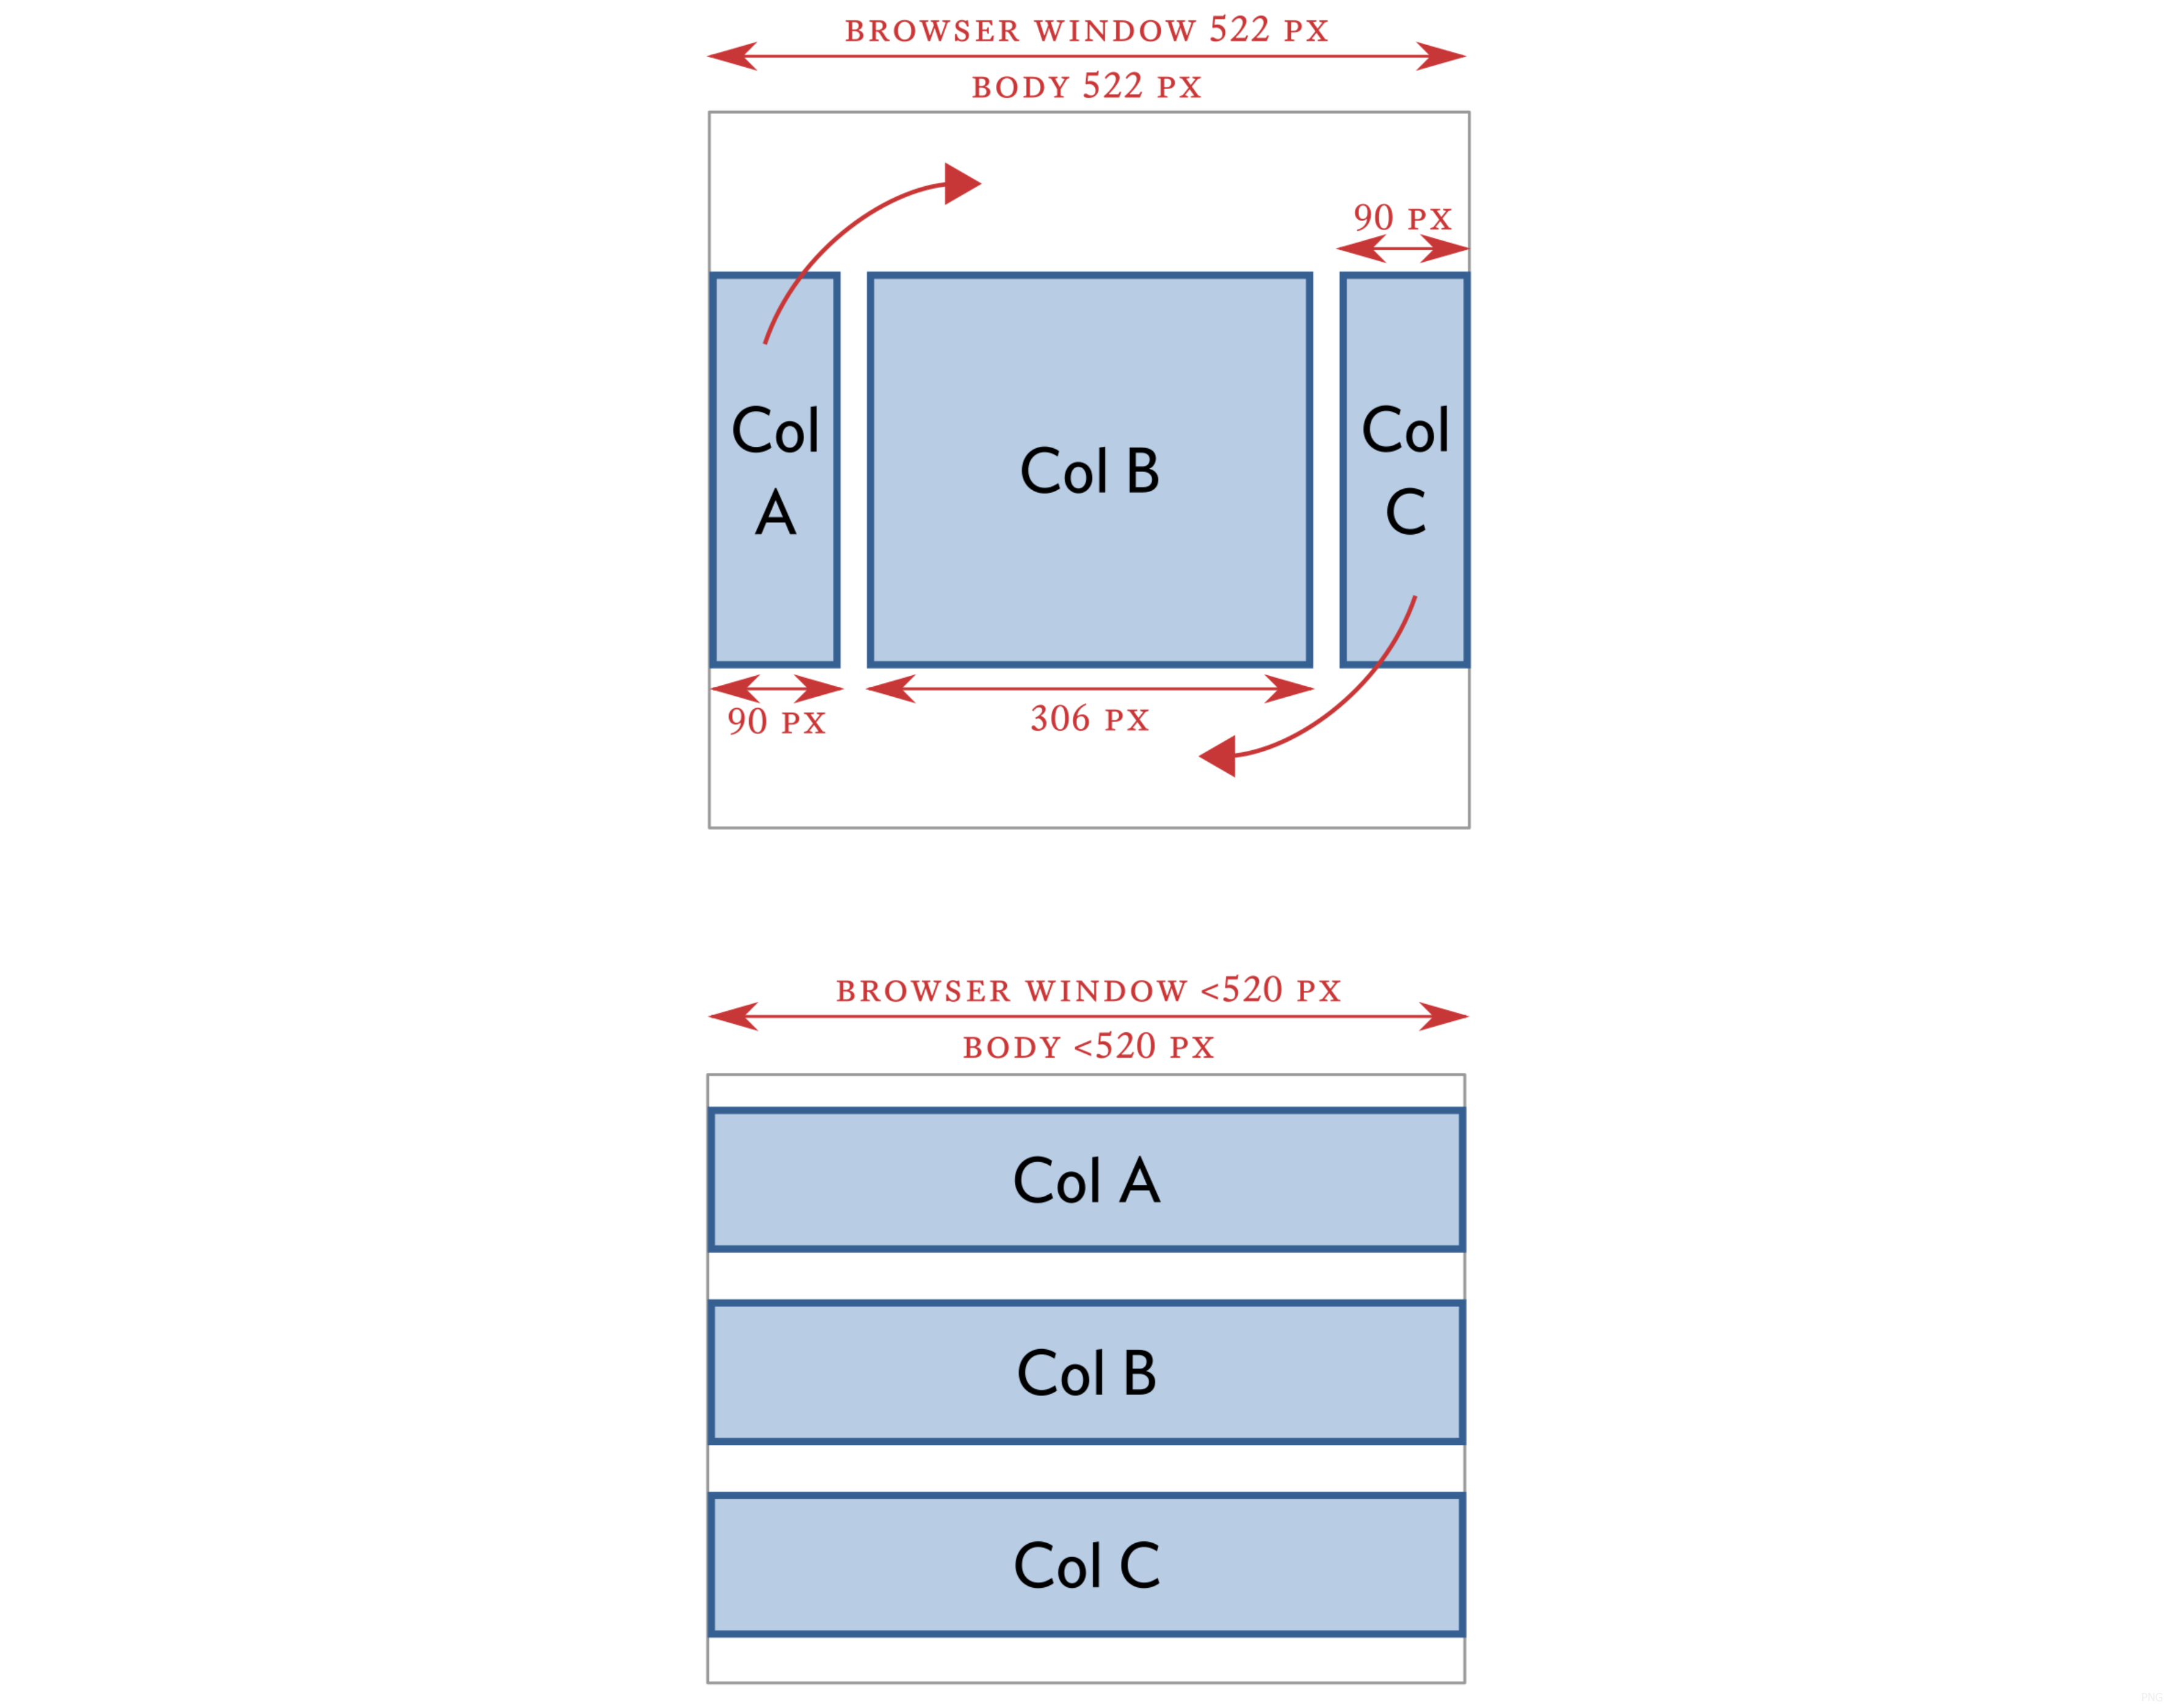 BROWSER WINDOW 522 PX
BODY 522 PX
90 PX
Col
A
Col B
Col
C
90 PX
306 PX
BROWSER WINDOW <520 PX
BODY <520 PX
Col A
Col B
Col C
PNG